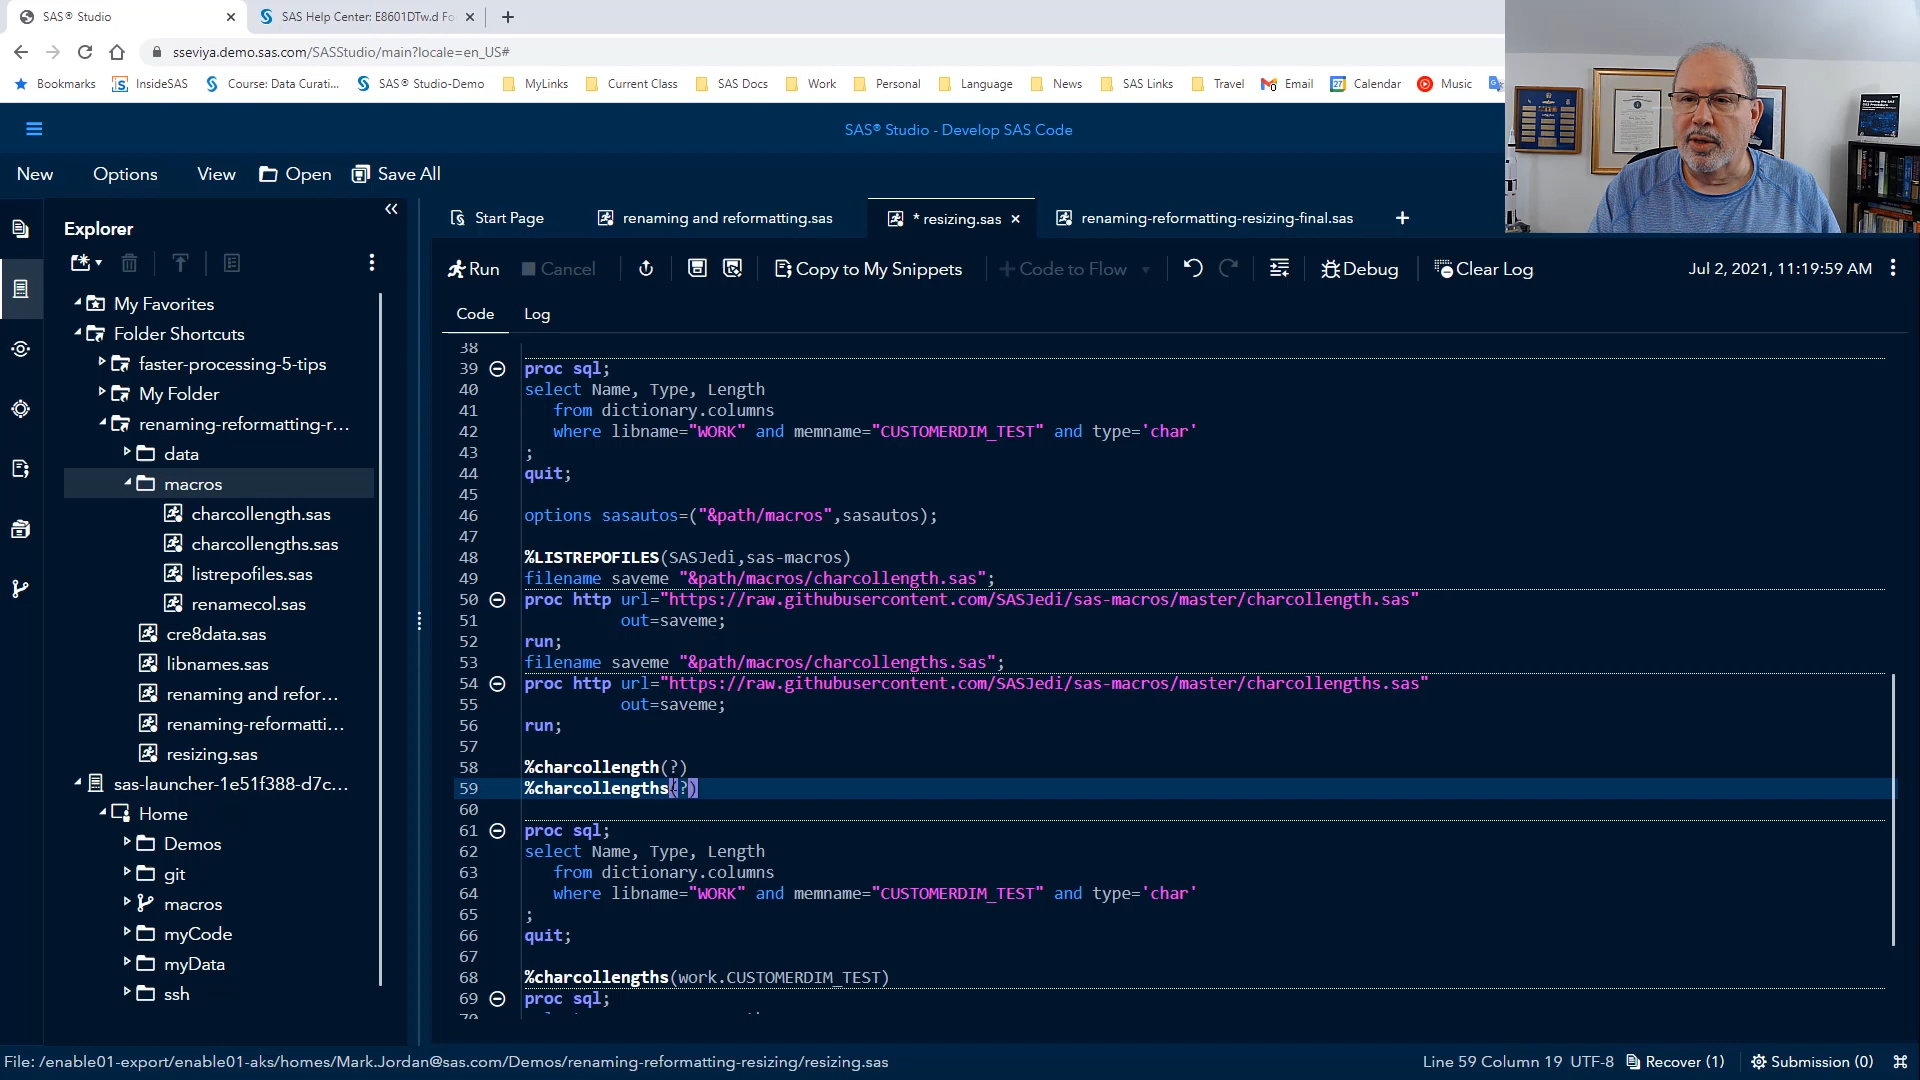 SAS® Studio
SAS Help Center: E8601DTw.d Fo
sseviya.demo.sas.com/SASStudio/main?locale=en_US#
Bookmarks InsideSAS Course: Data Curati... SAS® Studio-Demo MyLinks Current Class SAS Docs Work Personal Language News SAS Links Travel Email Calendar Music
SAS® Studio - Develop SAS Code
New Options View Open Save All
Explorer
My Favorites
Folder Shortcuts
faster-processing-5-tips
My Folder
renaming-reformatting-r...
data
macros
charcollength.sas
charcollengths.sas
listrepofiles.sas
renamecol.sas
cre8data.sas
libnames.sas
renaming and refor...
renaming-reformatti...
resizing.sas
sas-launcher-1e51f388-d7c...
Home
Demos
git
macros
myCode
myData
ssh
Start Page renaming and reformatting.sas * resizing.sas renaming-reformatting-resizing-final.sas
Run Cancel Copy to My Snippets Code to Flow Debug Clear Log Jul 2, 2021, 11:19:59 AM
Code Log
38
39 proc sql;
40 select Name, Type, Length
41 from dictionary.columns
42 where libname="WORK" and memname="CUSTOMERDIM_TEST" and type='char'
43 ;
44 quit;
45
46 options sasautos=("&path/macros",sasautos);
47
48 %LISTREPOFILES(SASJedi,sas-macros)
49 filename saveme "&path/macros/charcollength.sas";
50 proc http url="https://raw.githubusercontent.com/SASJedi/sas-macros/master/charcollength.sas"
51 out=saveme;
52 run;
53 filename saveme "&path/macros/charcollengths.sas";
54 proc http url="https://raw.githubusercontent.com/SASJedi/sas-macros/master/charcollengths.sas"
55 out=saveme;
56 run;
57
58 %charcollength(?)
59 %charcollengths(?)
60
61 proc sql;
62 select Name, Type, Length
63 from dictionary.columns
64 where libname="WORK" and memname="CUSTOMERDIM_TEST" and type='char'
65 ;
66 quit;
67
68 %charcollengths(work.CUSTOMERDIM_TEST)
69 proc sql;
File: /enable01-export/enable01-aks/homes/Mark.Jordan@sas.com/Demos/renaming-reformatting-resizing/resizing.sas
Line 59 Column 19 UTF-8 Recover (1) Submission (0)